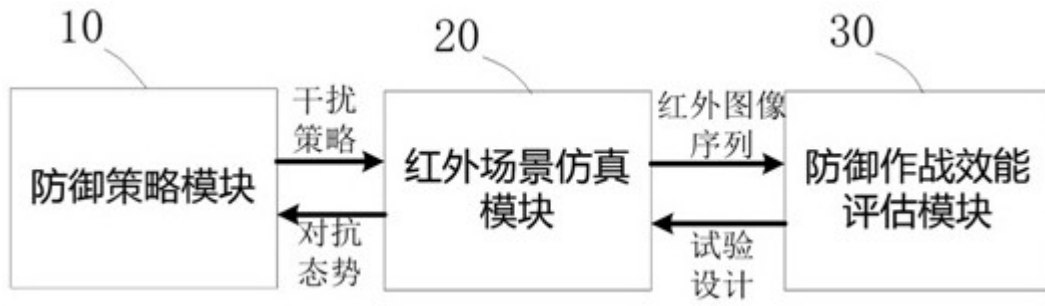 10
20
30
防御策略模块
干扰
策略
对抗
态势
红外场景仿真
模块
红外图像
序列
试验
设计
防御作战效能
评估模块